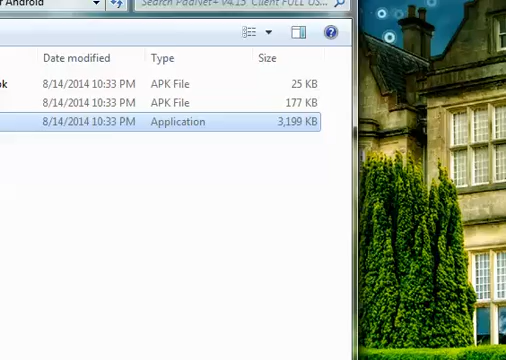 Android
Search PdaNet+ v4.15 Client FULL US...
Date modified Type Size
8/14/2014 10:33 PM APK File 25 KB
8/14/2014 10:33 PM APK File 177 KB
8/14/2014 10:33 PM Application 3,199 KB